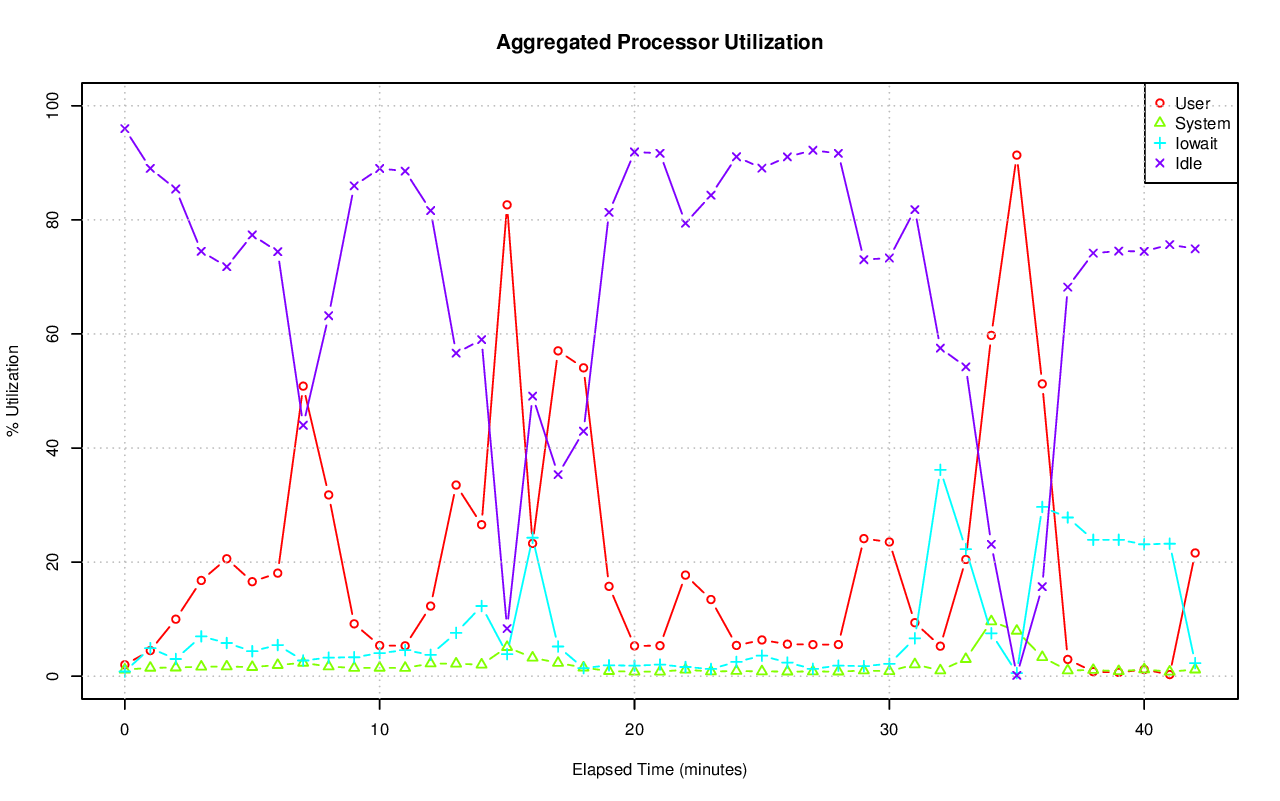 Aggregated Processor Utilization
% Utilization
100
80
60
40
20
0
User
System
Iowait
Idle
0 10 20 30 40
Elapsed Time (minutes)